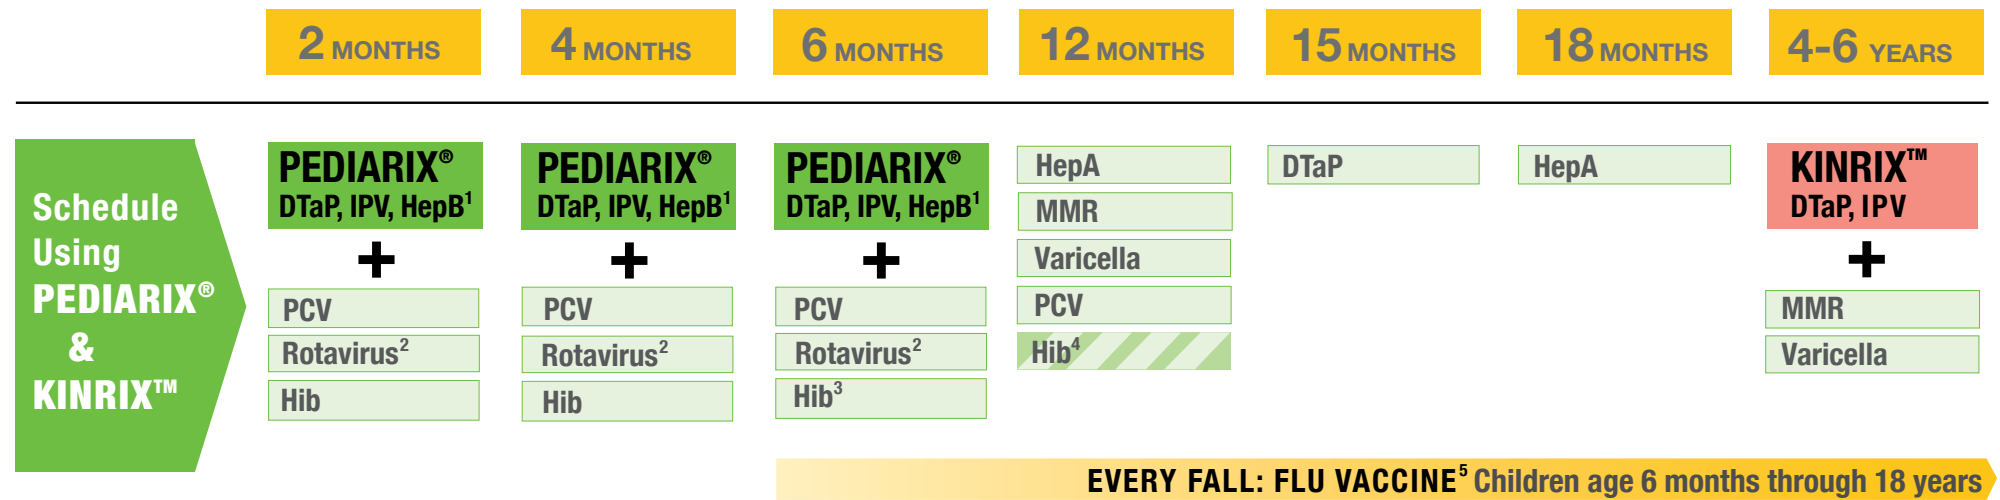 2 MONTHS
4 MONTHS
6 MONTHS
12 MONTHS
15 MONTHS
18 MONTHS
4-6 YEARS
Schedule
Using
PEDIARIX®
&
KINRIX™
PEDIARIX®
DTaP, IPV, HepB¹
+
PCV
Rotavirus²
Hib
PEDIARIX®
DTaP, IPV, HepB¹
+
PCV
Rotavirus²
Hib
PEDIARIX®
DTaP, IPV, HepB¹
+
PCV
Rotavirus²
Hib³
HepA
MMR
Varicella
PCV
Hib⁴
DTaP
HepA
KINRIX™
DTaP, IPV
+
MMR
Varicella
EVERY FALL: FLU VACCINE⁵ Children age 6 months through 18 years